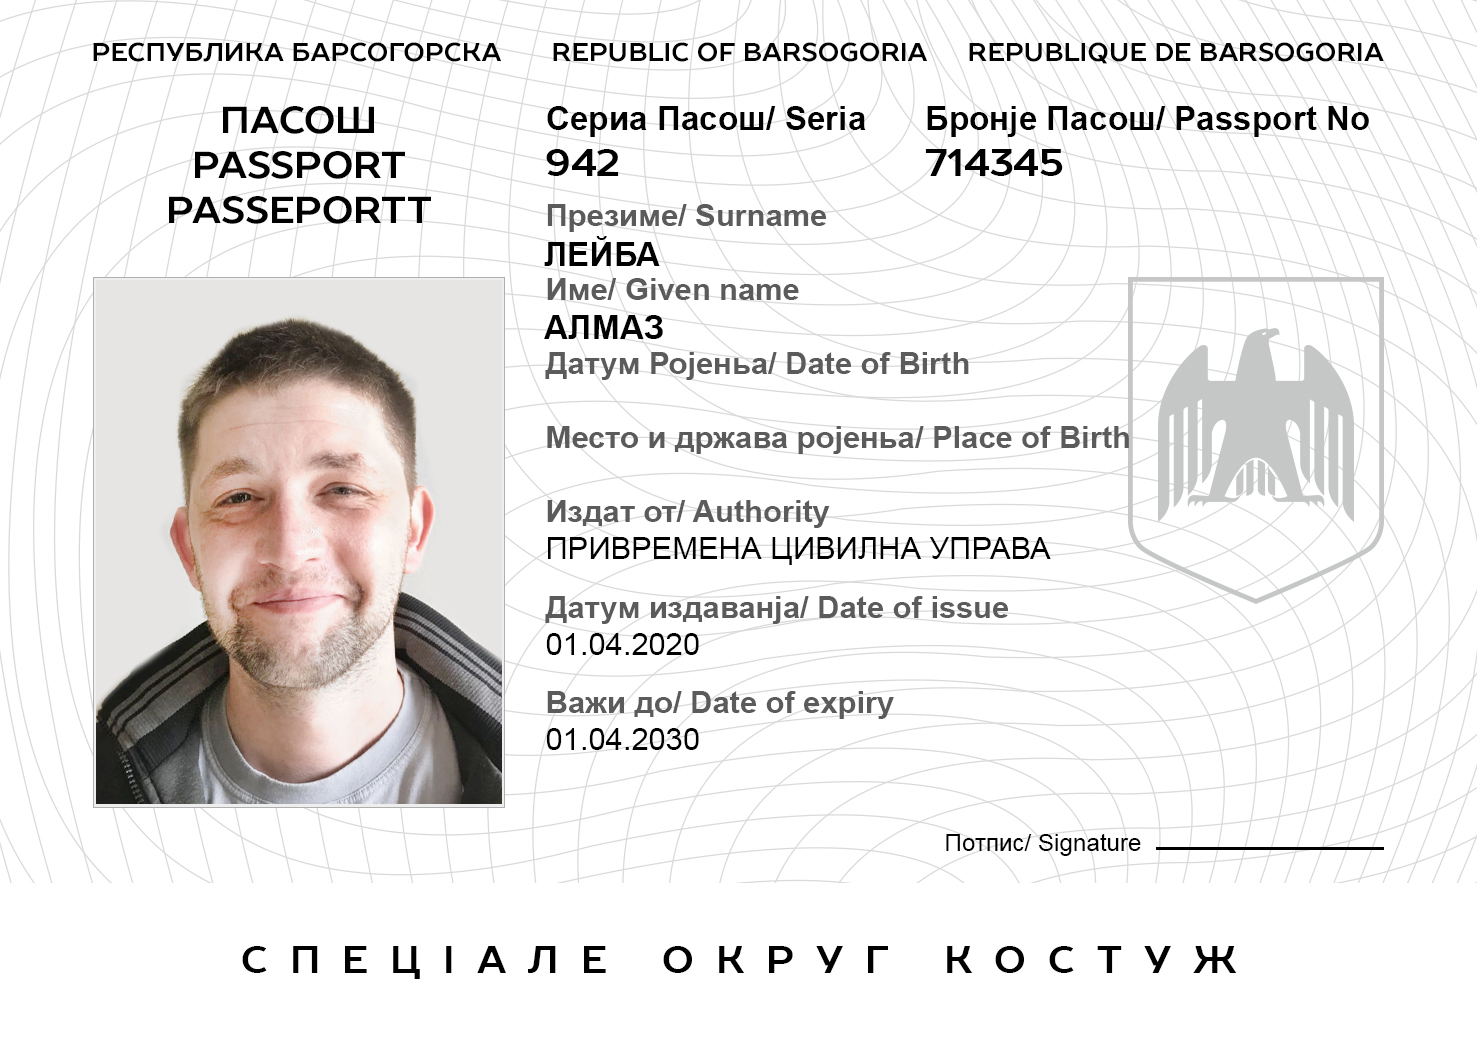 РЕСПУБЛИКА БАРСОГОРСКА REPUBLIC OF BARSOGORIA REPUBLIQUE DE BARSOGORIA
ПАСОШ
PASSPORT
PASSEPORTT
Сериа Пасош/ Seria
942
Бронје Пасош/ Passport No
714345
Презиме/ Surname
ЛЕЙБА
Име/ Given name
АЛМАЗ
ДатумРојења/ Date of Birth
Место и држава ројења/ Place of Birth
Издат от/ Authority
ПРИВРЕМЕНА ЦИВИЛНА УПРАВА
Датум издаванја/ Date of issue
01.04.2020
Важи до/ Date of expiry
01.04.2030
Потпис/ Signature
СПЕЦІАЛЕ ОКРУГ КОСТУЖ